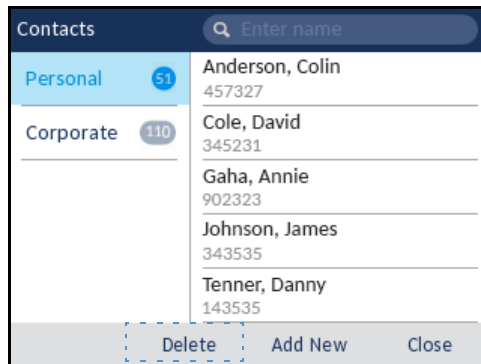 Contacts
Enter name
Personal 51
Corporate 110
Anderson, Colin
457327
Cole, David
345231
Gaha, Annie
902323
Johnson, James
343535
Tenner, Danny
143535
Delete Add New Close